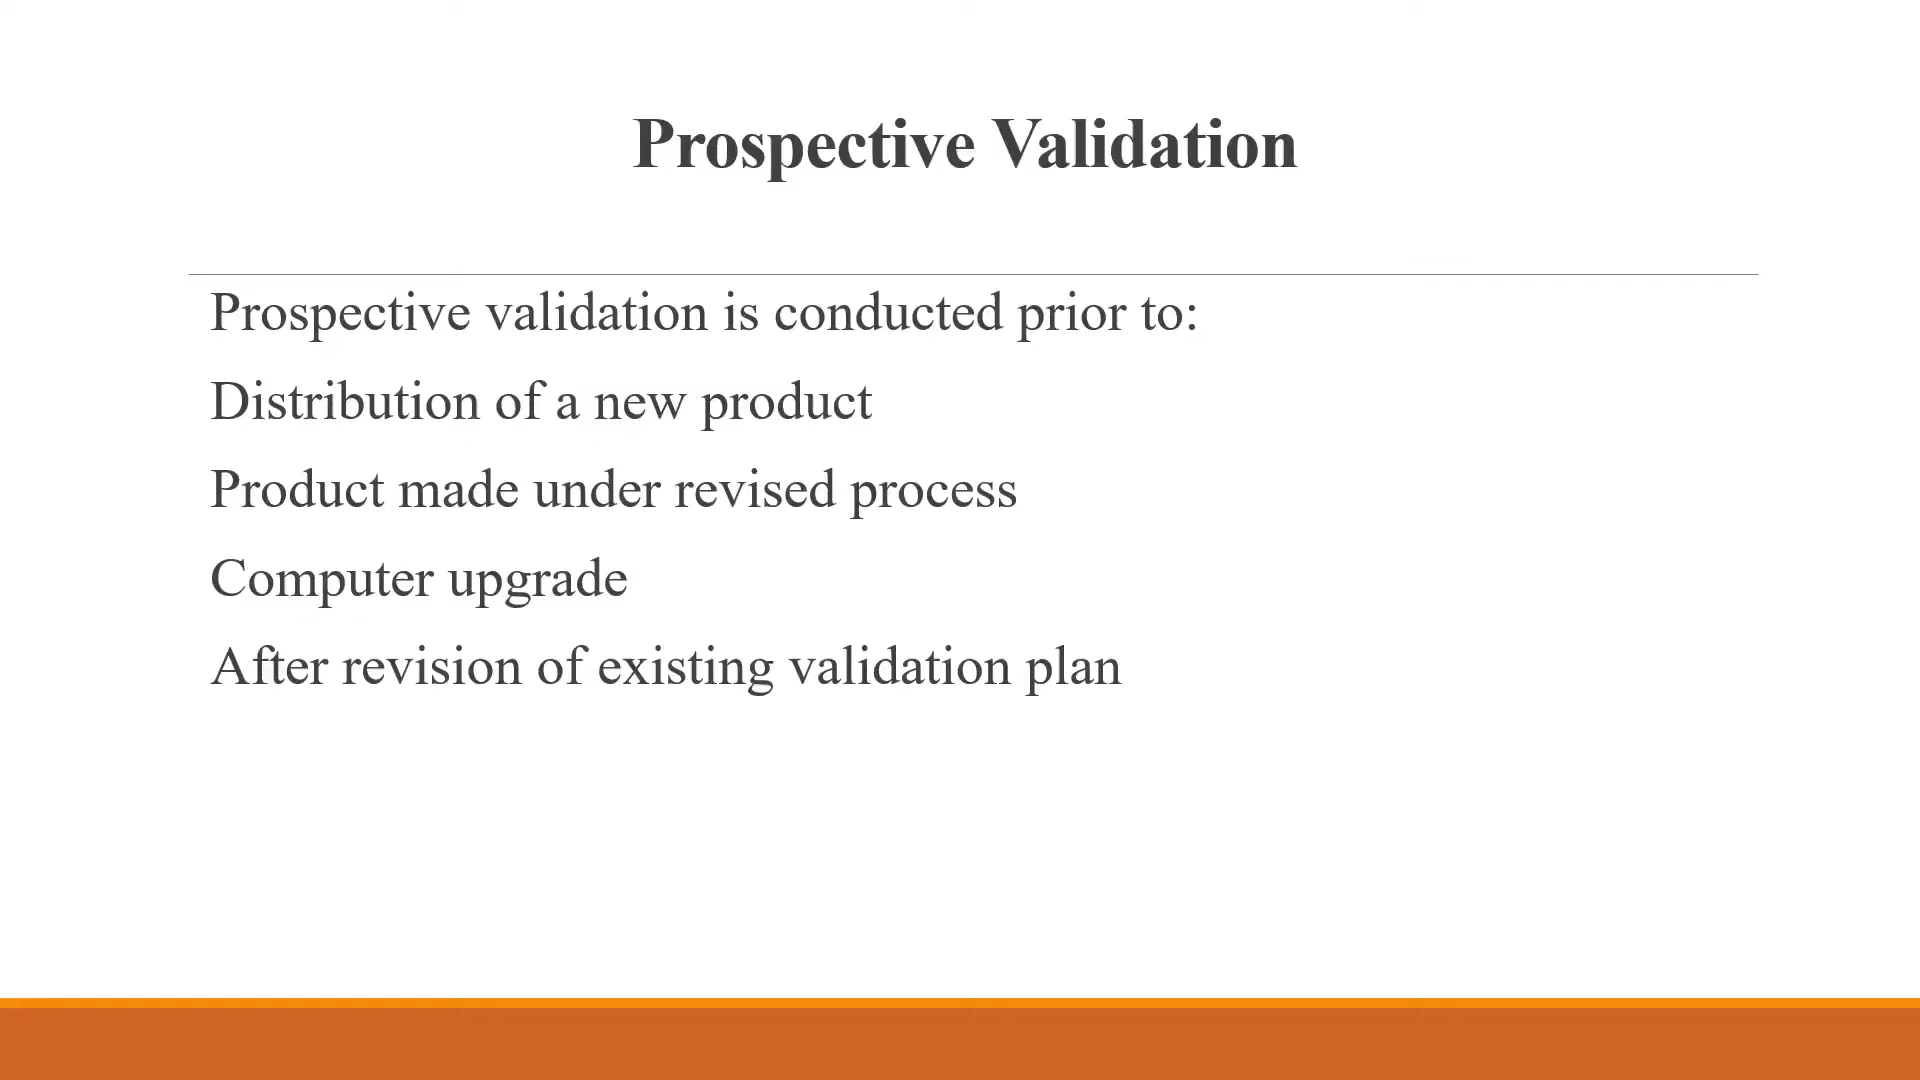 Prospective Validation
Prospective validation is conducted prior to:
Distribution of a new product
Product made under revised process
Computer upgrade
After revision of existing validation plan